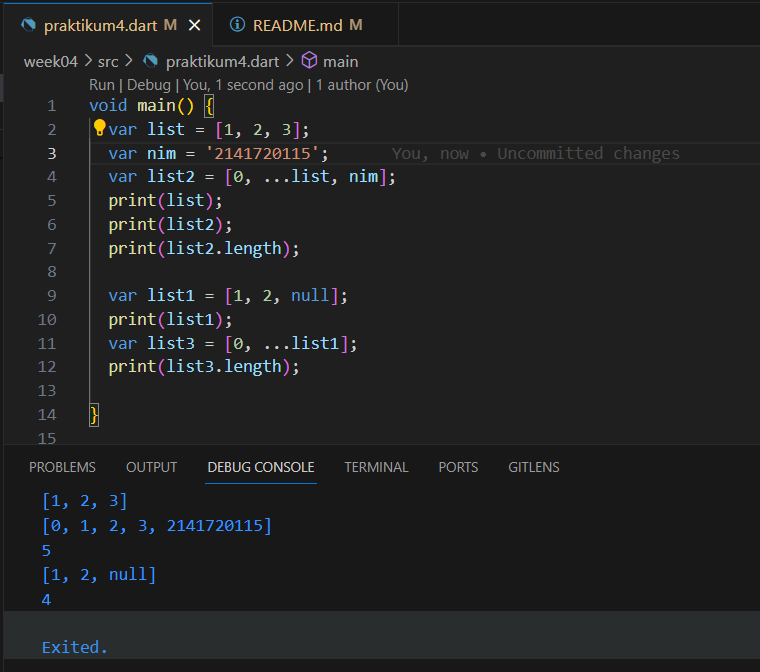 praktikum4.dart M README.md M
week04 > src > praktikum4.dart > main
Run | Debug | You, 1 second ago | 1 author (You)
1 void main() {
2 var list = [1, 2, 3];
3 var nim = '2141720115'; You, now • Uncommitted changes
4 var list2 = [0, ...list, nim];
5 print(list);
6 print(list2);
7 print(list2.length);
8
9 var list1 = [1, 2, null];
10 print(list1);
11 var list3 = [0, ...list1];
12 print(list3.length);
13
14 }
15
PROBLEMS OUTPUT DEBUG CONSOLE TERMINAL PORTS GITLENS
[1, 2, 3]
[0, 1, 2, 3, 2141720115]
5
[1, 2, null]
4
Exited.